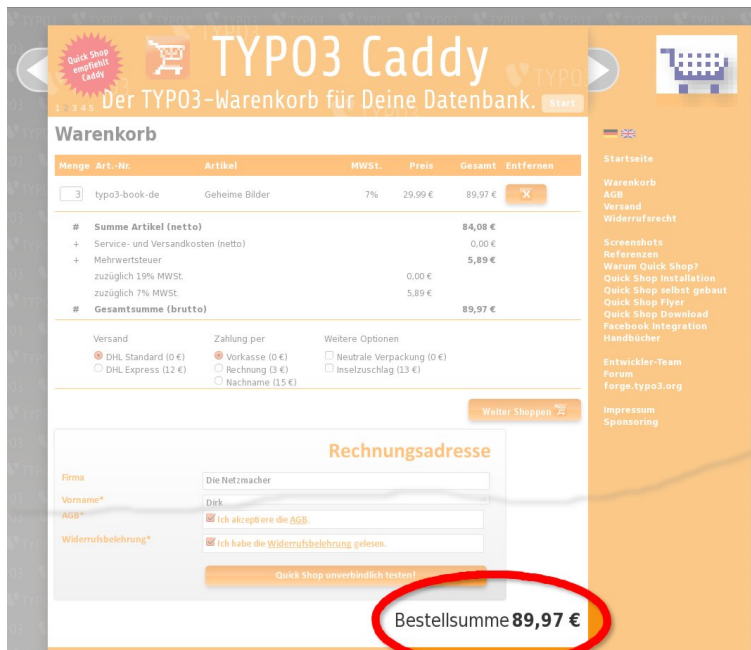 Quick Shop
empfiehlt
Caddy
TYPO3 Caddy
TYPO3
1 2 3 4 5
Der TYPO3-Warenkorb für Deine Datenbank.
Start
Warenkorb
Menge Art.-Nr. Artikel MWSt. Preis Gesamt Entfernen
3 typo3-book-de Geheime Bilder 7% 29,99 € 89,97 €
# Summe Artikel (netto) 84,08 €
+ Service- und Versandkosten (netto) 0,00 €
+ Mehrwertsteuer 5,89 €
zuzüglich 19% MWSt. 0,00 €
zuzüglich 7% MWSt. 5,89 €
# Gesamtsumme (brutto) 89,97 €
Versand Zahlung per Weitere Optionen
DHL Standard (0 €) Vorkasse (0 €) Neutrale Verpackung (0 €)
DHL Express (12 €) Rechnung (3 €) Inselzuschlag (13 €)
Nachname (15 €)
Weiter Shoppen
Rechnungsadresse
Firma Die Netzmacher
Vorname* Dirk
AGB* Ich akzeptiere die AGB.
Widerrufsbelehrung* Ich habe die Widerrufsbelehrung gelesen.
Quick Shop unverbindlich testen!
Bestellsumme 89,97 €
Startseite
Warenkorb
AGB
Versand
Widerrufsrecht
Screenshots
Referenzen
Warum Quick Shop?
Quick Shop Installation
Quick Shop selbst gebaut
Quick Shop Flyer
Quick Shop Download
Facebook Integration
Handbücher
Entwickler-Team
Forum
forge.typo3.org
Impressum
Sponsoring